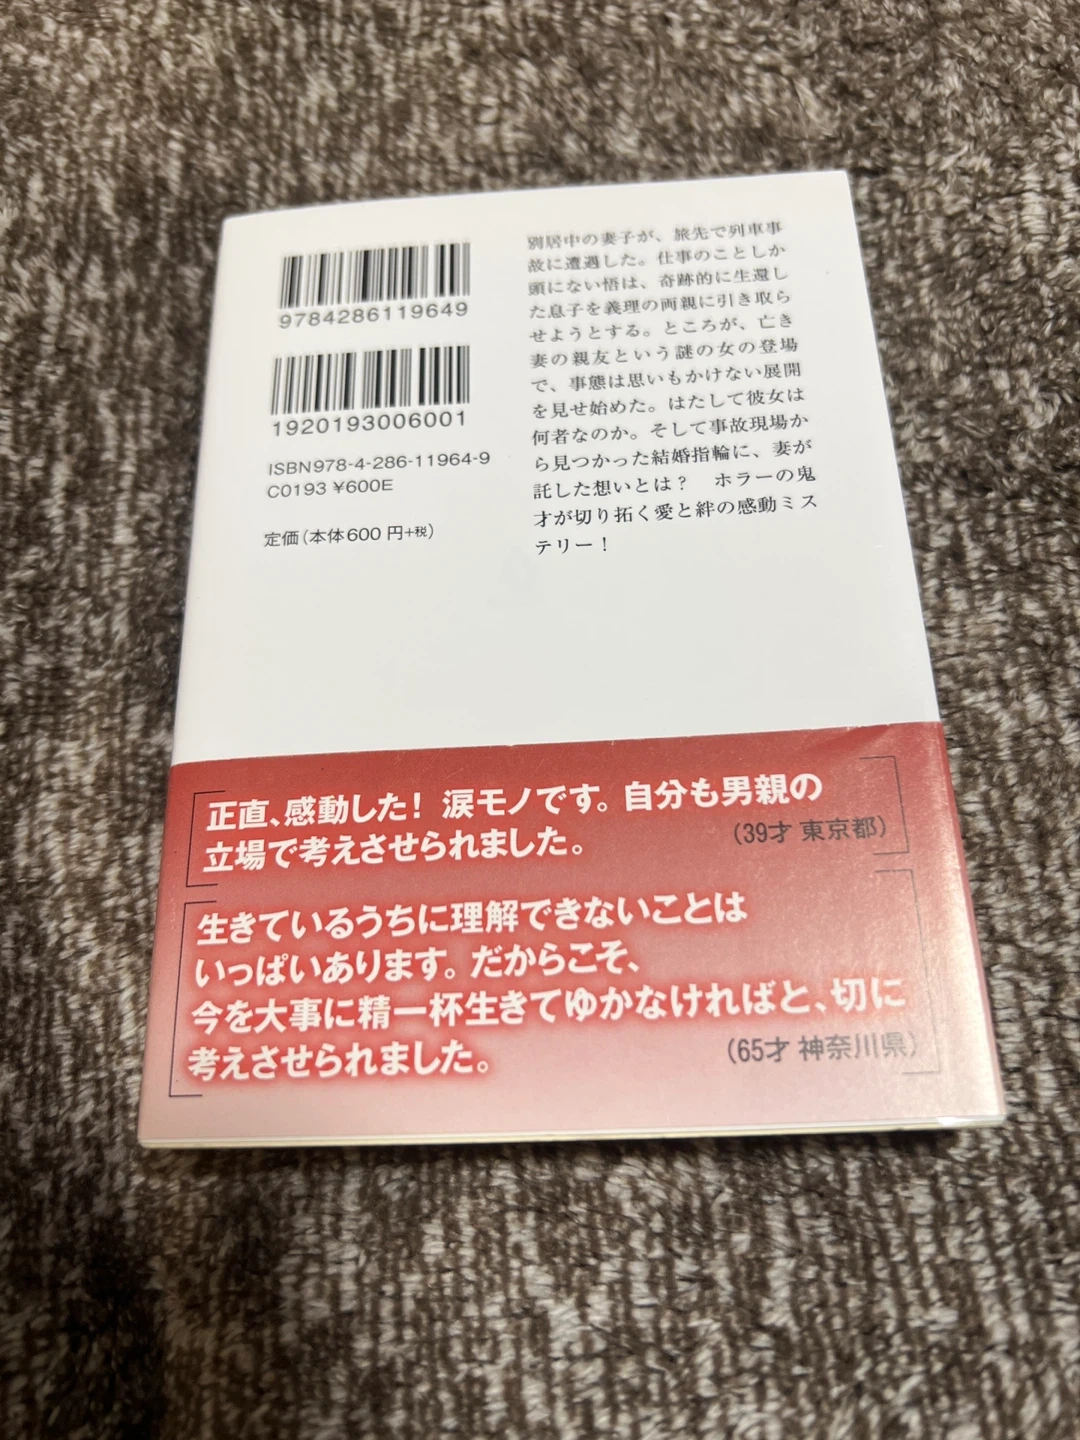 9784286119649
1920193006001
ISBN978-4-286-11964-9
C0193 ¥600E
定価(本体600円+税)
別居中の妻子が、旅先で列車事
故に遭遇した。仕事のことしか
頭にない悟は、奇跡的に生還し
た息子を義理の両親に引き取ら
せようとする。ところが、亡き
妻の親友という謎の女の登場
で、事態は思いもかけない展開
を見せ始めた。はたして彼女は
何者なのか。そして事故現場か
ら見つかった結婚指輪に、妻が
託した想いとは? ホラーの鬼
才が切り拓く愛と絆の感動ミス
テリー!
正直、感動した! 涙モノです。自分も男親の
立場で考えさせられました。
(39才 東京都)
生きているうちに理解できないことは
いっぱいあります。だからこそ、
今を大事に精一杯生きてゆかなければと、切に
考えさせられました。
(65才 神奈川県)